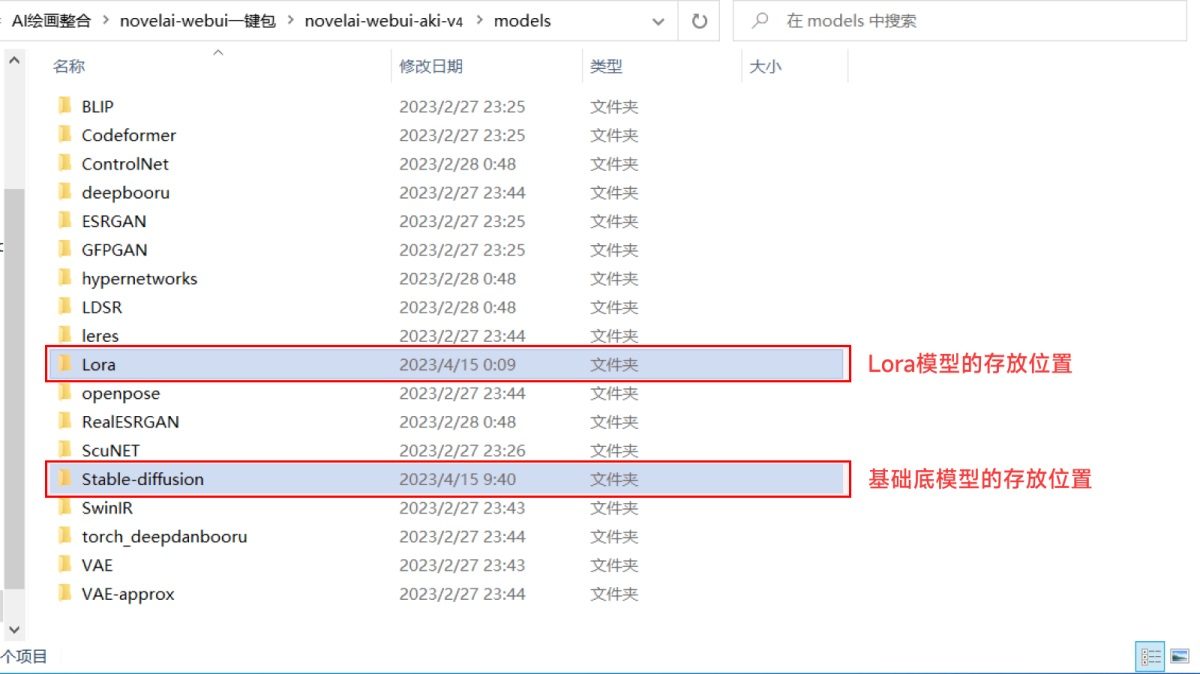 AI绘画整合 > novelai-webui一键包 > novelai-webui-aki-v4 > models 在 models 中搜索
名称 修改日期 类型 大小
BLIP 2023/2/27 23:25 文件夹
Codeformer 2023/2/27 23:25 文件夹
ControlNet 2023/2/28 0:48 文件夹
deepbooru 2023/2/27 23:44 文件夹
ESRGAN 2023/2/27 23:25 文件夹
GFPGAN 2023/2/27 23:25 文件夹
hypernetworks 2023/2/28 0:48 文件夹
LDSR 2023/2/28 0:48 文件夹
leres 2023/2/27 23:44 文件夹
Lora 2023/4/15 0:09 文件夹 Lora模型的存放位置
openpose 2023/2/27 23:44 文件夹
RealESRGAN 2023/2/28 0:48 文件夹
ScuNET 2023/2/27 23:26 文件夹
Stable-diffusion 2023/4/15 9:40 文件夹 基础底模型的存放位置
SwinIR 2023/2/27 23:43 文件夹
torch_deepdanbooru 2023/2/27 23:44 文件夹
VAE 2023/2/27 23:43 文件夹
VAE-approx 2023/2/27 23:44 文件夹
个项目